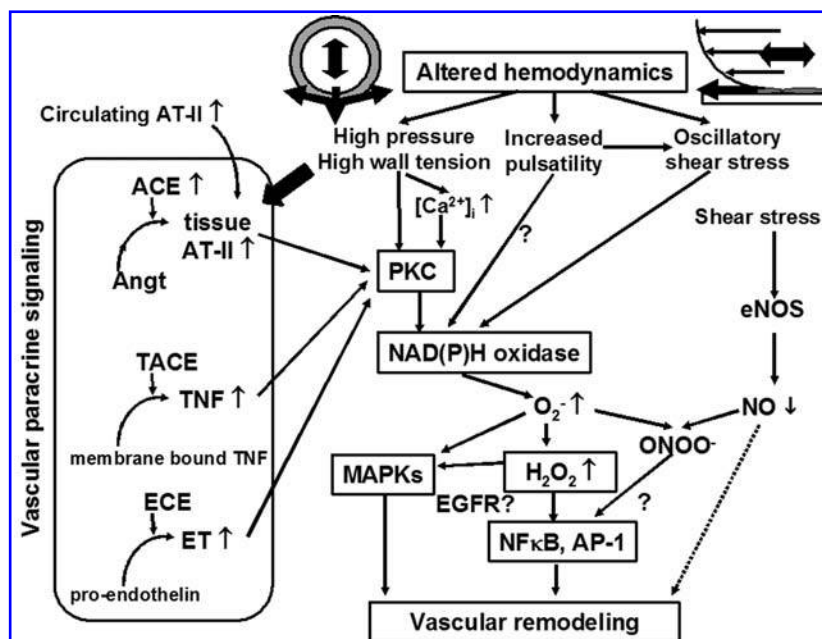 Altered hemodynamics
Circulating AT-II ↑
High pressure
High wall tension
Increased
pulsatility
Oscillatory
shear stress
Vascular paracrine signaling
ACE ↑
tissue
AT-II ↑
Angt
[Ca²⁺]ᵢ ↑
?
Shear stress
PKC
eNOS
NAD(P)H oxidase
TACE
TNF ↑
membrane bound TNF
O₂⁻ ↑
NO ↓
ONOO⁻
MAPKs
H₂O₂ ↑
EGFR?
?
ECE
ET ↑
pro-endothelin
NFκB, AP-1
Vascular remodeling